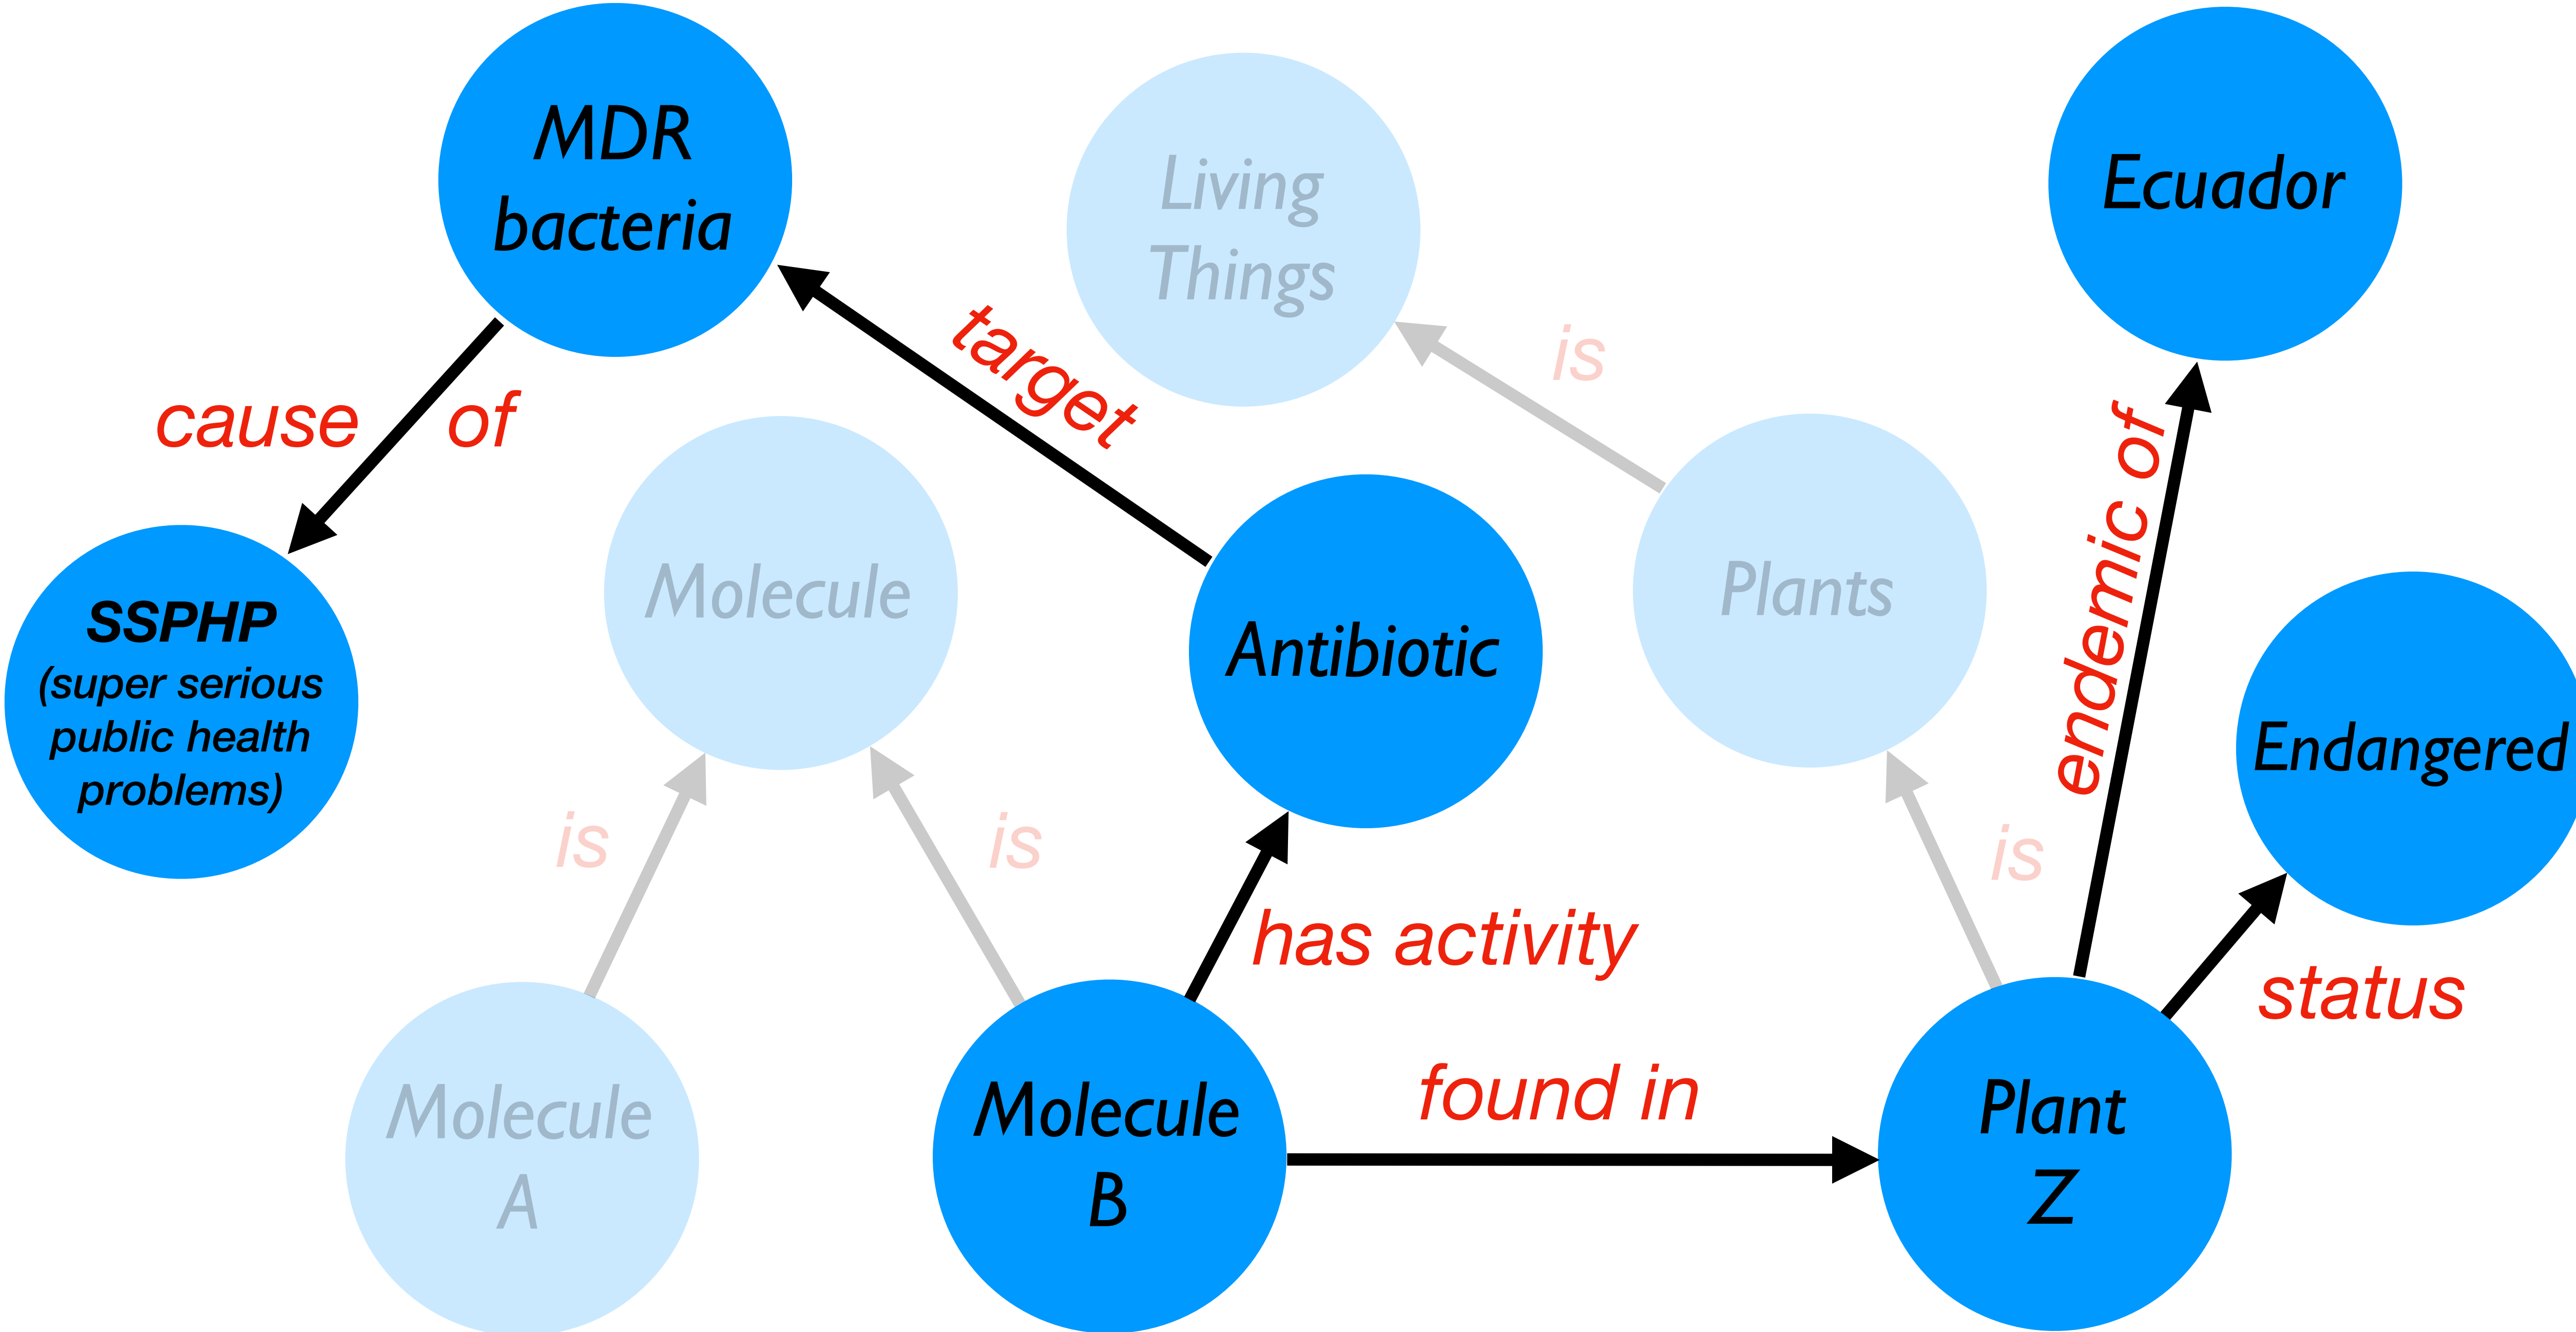 MDR
bacteria
Living
Things
Ecuador
target
is
cause of
endemic of
SSPHP
(super serious
public health
problems)
Molecule
Antibiotic
Plants
Endangered
is
is
is
has activity
status
found in
Molecule
A
Molecule
B
Plant
Z